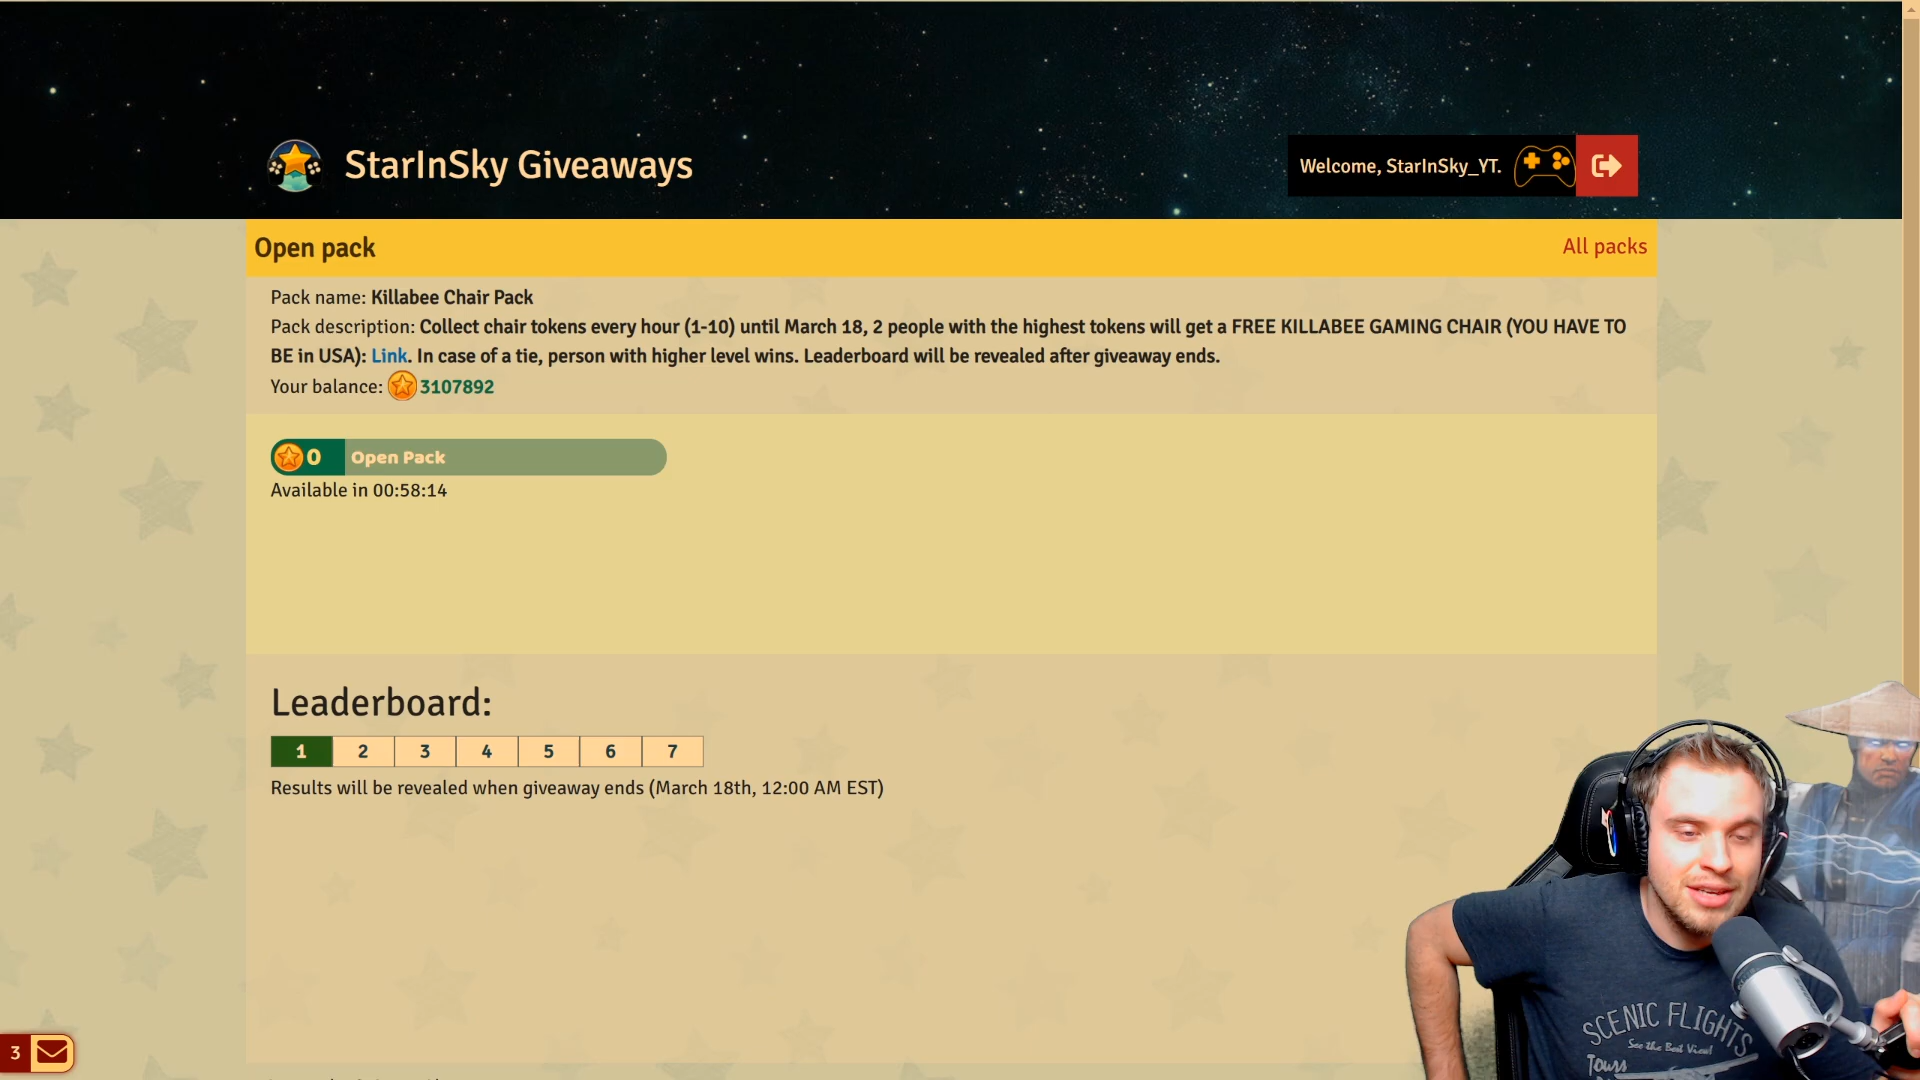 StarInSky Giveaways
Welcome, StarInSky_YT.
Open pack
All packs
Pack name: Killabee Chair Pack
Pack description: Collect chair tokens every hour (1-10) until March 18, 2 people with the highest tokens will get a FREE KILLABEE GAMING CHAIR (YOU HAVE TO
BE in USA): Link. In case of a tie, person with higher level wins. Leaderboard will be revealed after giveaway ends.
Your balance: 3107892
0 Open Pack
Available in 00:58:14
Leaderboard:
1 2 3 4 5 6 7
Results will be revealed when giveaway ends (March 18th, 12:00 AM EST)
SCENIC FLIGHTS
See the Best View!
Tours
3